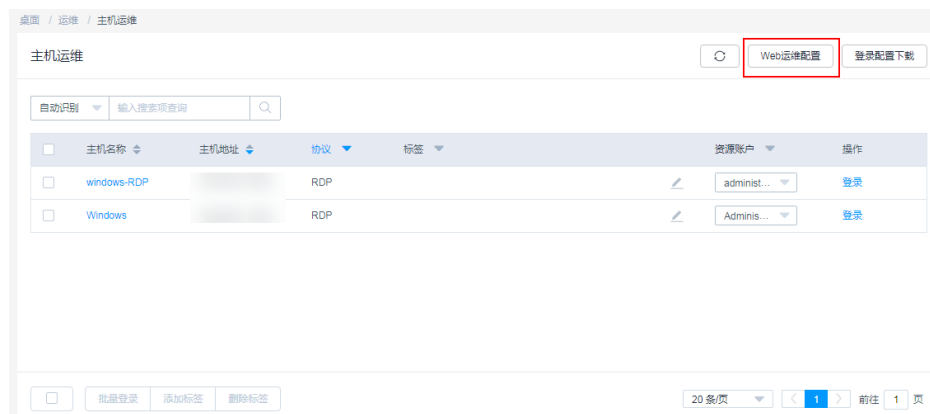 桌面 / 运维 / 主机运维
主机运维 Web运维配置 登录配置下载
自动识别 输入搜索项查询
主机名称 主机地址 协议 标签 资源账户 操作
windows-RDP RDP administ... 登录
Windows RDP Adminis... 登录
批量登录 添加标签 删除标签 20 条/页 1 前往 1 页